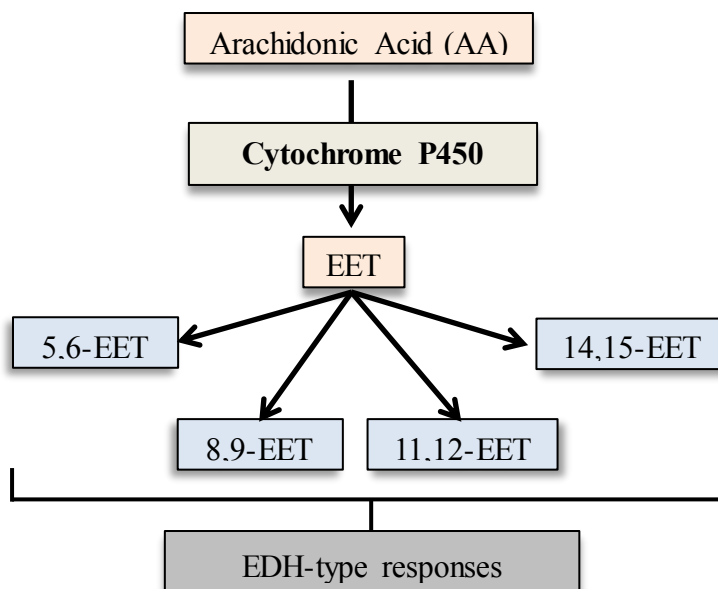 Arachidonic Acid (AA)
Cytochrome P450
EET
5,6-EET
14,15-EET
8,9-EET
11,12-EET
EDH-type responses